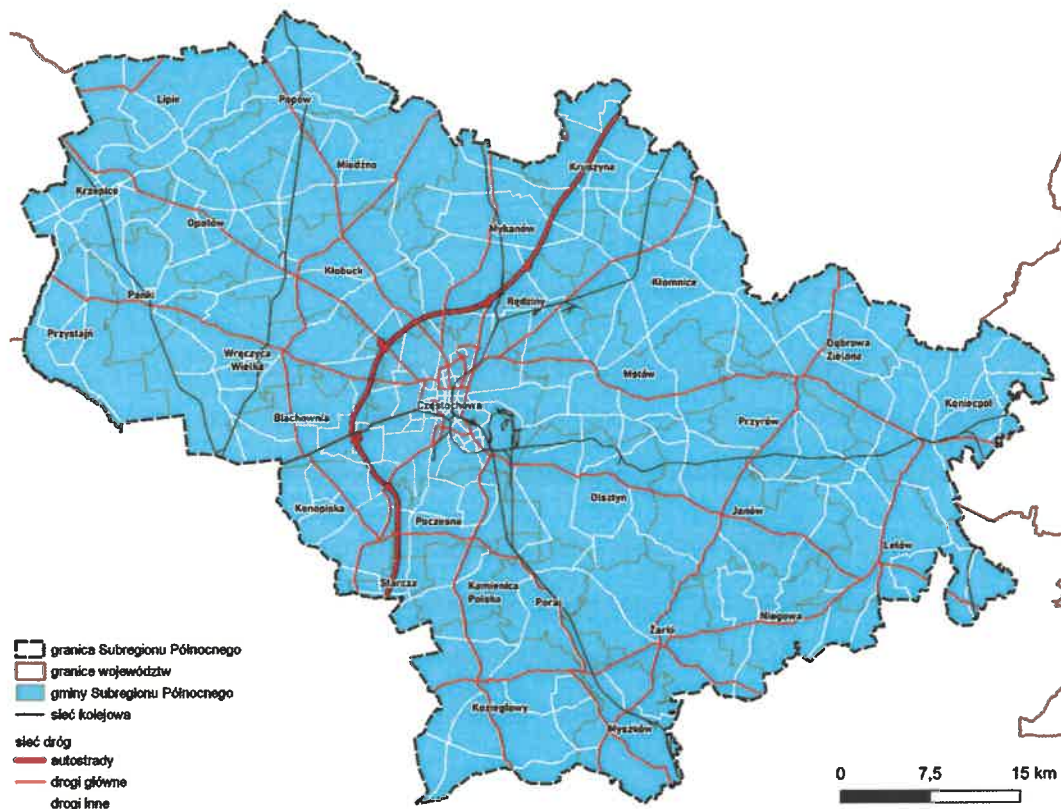 Lipie
Popów
Miedźno
Kruszyna
Krzepice
Opatów
Mykanów
Kłobuck
Kłomnice
Rędziny
Panki
Przystajń
Wręczyca
Wielka
Dąbrowa
Zielona
Mstów
Koniecpol
Częstochowa
Blachownia
Przyrów
Olsztyn
Konopiska
Poczesna
Janów
Lelów
Starcza
Kamienica
Polska
Poraj
Niegowa
Żarki
Koziegłowy
Myszków
granica Subregionu Północnego
granice województw
gminy Subregionu Północnego
sieć kolejowa
sieć dróg
autostrady
drogi główne
drogi inne
0 7,5 15 km